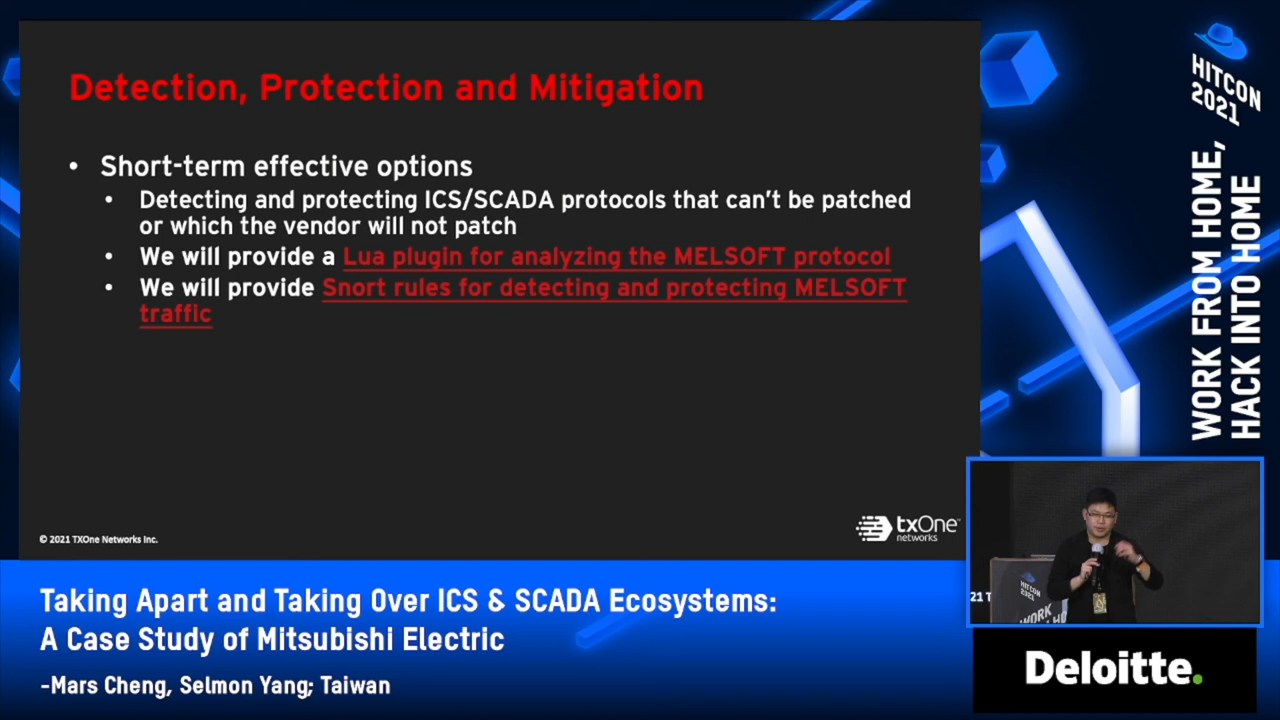 Detection, Protection and Mitigation
• Short-term effective options
• Detecting and protecting ICS/SCADA protocols that can't be patched
or which the vendor will not patch
• We will provide a Lua plugin for analyzing the MELSOFT protocol
• We will provide Snort rules for detecting and protecting MELSOFT
traffic
© 2021 TXOne Networks Inc.
txOne
networks
HITCON
2021
WORK FROM HOME,
HACK INTO HOME
HITCON
2021
21 T
WORK
Taking Apart and Taking Over ICS & SCADA Ecosystems:
A Case Study of Mitsubishi Electric
-Mars Cheng, Selmon Yang; Taiwan
Deloitte.